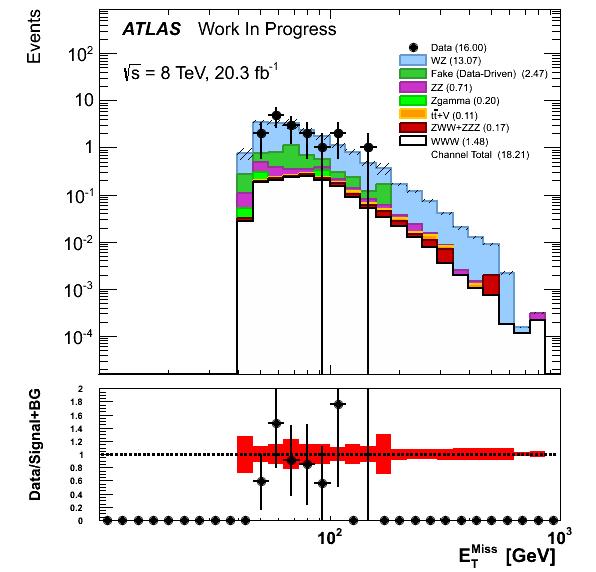 Events
ATLAS Work In Progress
√s = 8 TeV, 20.3 fb⁻¹
Data (16.00)
WZ (13.07)
Fake (Data-Driven) (2.47)
ZZ (0.71)
Zgamma (0.20)
tt̄+V (0.11)
ZWW+ZZZ (0.17)
WWW (1.48)
Channel Total (18.21)
10²
10
1
10⁻¹
10⁻²
10⁻³
10⁻⁴
Data/Signal+BG
2
1.8
1.6
1.4
1.2
1
0.8
0.6
0.4
0.2
0
10²
10³
E_T^Miss [GeV]